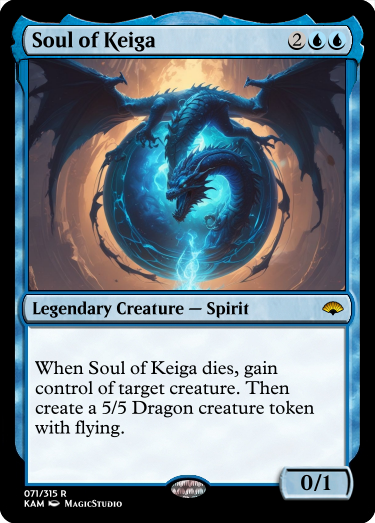 Soul of Keiga 2
Legendary Creature — Spirit
When Soul of Keiga dies, gain
control of target creature. Then
create a 5/5 Dragon creature token
with flying.
0/1
071/315 R
KAM MagicStudio